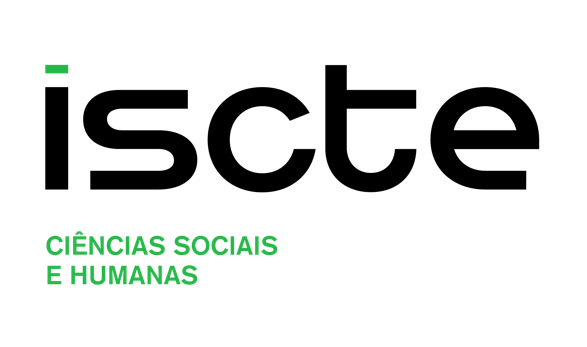 iscte
CIÊNCIAS SOCIAIS
E HUMANAS